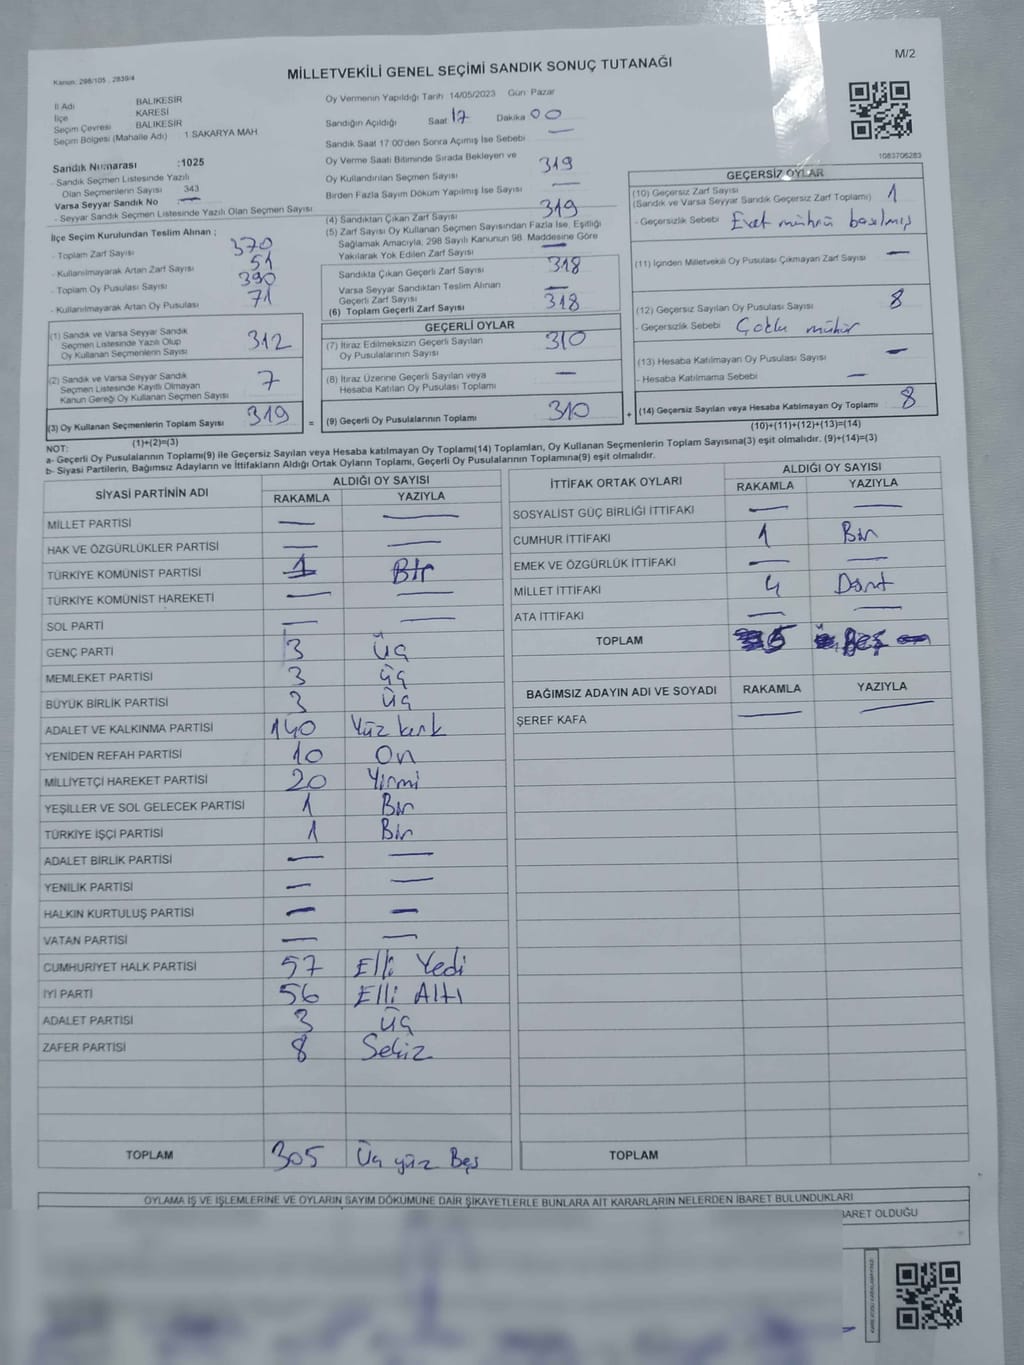 Kanun: 298/105 , 2839/4
MİLLETVEKİLİ GENEL SEÇİMİ SANDIK SONUÇ TUTANAĞI
M/2
İl Adı BALIKESİR
İlçe KARESİ
Seçim Çevresi BALIKESİR
Seçim Bölgesi (Mahalle Adı) 1 SAKARYA MAH
Sandık Numarası :1025
- Sandık Seçmen Listesinde Yazılı
Olan Seçmenlerin Sayısı 343
Varsa Seyyar Sandık No —
- Seyyar Sandık Seçmen Listesinde Yazılı Olan Seçmen Sayısı
İlçe Seçim Kurulundan Teslim Alınan ;
- Toplam Zarf Sayısı 370
- Kullanılmayarak Artan Zarf Sayısı 51
- Toplam Oy Pusulası Sayısı 390
- Kullanılmayarak Artan Oy Pusulası 71
(1) Sandık ve Varsa Seyyar Sandık
Seçmen Listesinde Yazılı Olup
Oy Kullanan Seçmenlerin Sayısı 312
(2) Sandık ve Varsa Seyyar Sandık
Seçmen Listesinde Kayıtlı Olmayan
Kanun Gereği Oy Kullanan Seçmen Sayısı 7
(3) Oy Kullanan Seçmenlerin Toplam Sayısı 319
(1)+(2)=(3)
Oy Vermenin Yapıldığı Tarih 14/05/2023 Gün: Pazar
Sandığın Açıldığı Saat 17 Dakika 00
Sandık Saat 17 00'den Sonra Açılmış İse Sebebi —
Oy Verme Saati Bitiminde Sırada Bekleyen ve
Oy Kullandırılan Seçmen Sayısı 319
Birden Fazla Sayım Döküm Yapılmış İse Sayısı —
(4) Sandıktan Çıkan Zarf Sayısı 319
(5) Zarf Sayısı Oy Kullanan Seçmen Sayısından Fazla İse, Eşitliği
Sağlamak Amacıyla, 298 Sayılı Kanunun 98. Maddesine Göre
Yakılarak Yok Edilen Zarf Sayısı —
Sandıkta Çıkan Geçerli Zarf Sayısı 318
Varsa Seyyar Sandıktan Teslim Alınan
Geçerli Zarf Sayısı —
(6) Toplam Geçerli Zarf Sayısı 318
GEÇERLİ OYLAR
(7) İtiraz Edilmeksizin Geçerli Sayılan
Oy Pusulalarının Sayısı 310
(8) İtiraz Üzerine Geçerli Sayılan veya
Hesaba Katılan Oy Pusulası Toplamı —
= (9) Geçerli Oy Pusulalarının Toplamı 310 +
1083706283
GEÇERSİZ OYLAR
(10) Geçersiz Zarf Sayısı
(Sandık ve Varsa Seyyar Sandık Geçersiz Zarf Toplamı) 1
- Geçersizlik Sebebi Evet mührü basılmış
(11) İçinden Milletvekili Oy Pusulası Çıkmayan Zarf Sayısı —
(12) Geçersiz Sayılan Oy Pusulası Sayısı 8
- Geçersizlik Sebebi Çoklu mühür
(13) Hesaba Katılmayan Oy Pusulası Sayısı —
- Hesaba Katılmama Sebebi —
(14) Geçersiz Sayılan veya Hesaba Katılmayan Oy Toplamı 8
(10)+(11)+(12)+(13)=(14)
NOT:
a- Geçerli Oy Pusulalarının Toplamı(9) ile Geçersiz Sayılan veya Hesaba katılmayan Oy Toplamı(14) Toplamları, Oy Kullanan Seçmenlerin Toplam Sayısına(3) eşit olmalıdır. (9)+(14)=(3)
b- Siyasi Partilerin, Bağımsız Adayların ve İttifakların Aldığı Ortak Oyların Toplamı, Geçerli Oy Pusulalarının Toplamına(9) eşit olmalıdır.
SİYASİ PARTİNİN ADI ALDIĞI OY SAYISI
RAKAMLA YAZIYLA
MİLLET PARTİSİ — —
HAK VE ÖZGÜRLÜKLER PARTİSİ — —
TÜRKİYE KOMÜNİST PARTİSİ 1 Bir
TÜRKİYE KOMÜNİST HAREKETİ — —
SOL PARTİ — —
GENÇ PARTİ 3 Üç
MEMLEKET PARTİSİ 3 üç
BÜYÜK BİRLİK PARTİSİ 3 üç
ADALET VE KALKINMA PARTİSİ 140 Yüz kırk
YENİDEN REFAH PARTİSİ 10 On
MİLLİYETÇİ HAREKET PARTİSİ 20 Yirmi
YEŞİLLER VE SOL GELECEK PARTİSİ 1 Bir
TÜRKİYE İŞÇİ PARTİSİ 1 Bir
ADALET BİRLİK PARTİSİ — —
YENİLİK PARTİSİ — —
HALKIN KURTULUŞ PARTİSİ — —
VATAN PARTİSİ — —
CUMHURİYET HALK PARTİSİ 57 Elli Yedi
İYİ PARTİ 56 Elli Altı
ADALET PARTİSİ 3 üç
ZAFER PARTİSİ 8 Sekiz
TOPLAM 305 Üç yüz Beş
İTTİFAK ORTAK OYLARI ALDIĞI OY SAYISI
RAKAMLA YAZIYLA
SOSYALİST GÜÇ BİRLİĞİ İTTİFAKI — —
CUMHUR İTTİFAKI 1 Bir
EMEK VE ÖZGÜRLÜK İTTİFAKI — —
MİLLET İTTİFAKI 4 Dört
ATA İTTİFAKI — —
TOPLAM 5 Beş
BAĞIMSIZ ADAYIN ADI VE SOYADI RAKAMLA YAZIYLA
ŞEREF KAFA — —
TOPLAM
OYLAMA İŞ VE İŞLEMLERİNE VE OYLARIN SAYIM DÖKÜMÜNE DAİR ŞİKAYETLERLE BUNLARA AİT KARARLARIN NELERDEN İBARET BULUNDUKLARI
BARET OLDUĞU